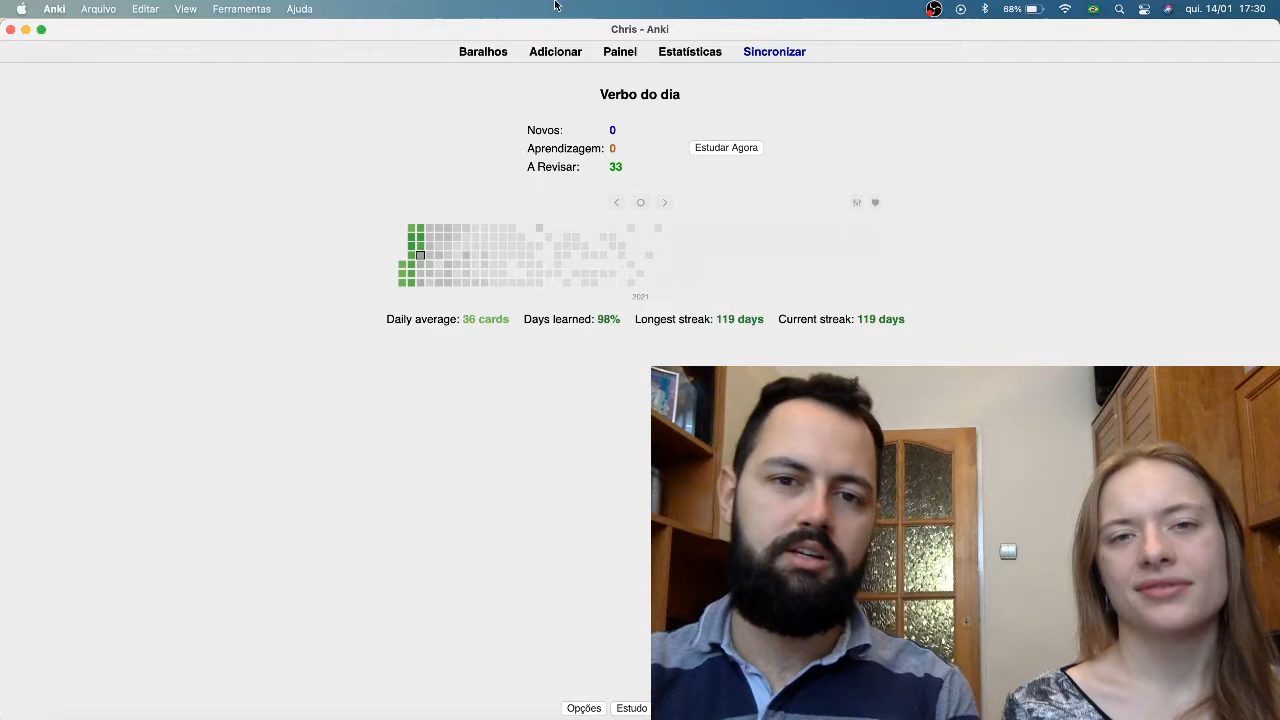 Anki Arquivo Editar View Ferramentas Ajuda 88% qui. 14/01 17:30
Chris - Anki
Baralhos Adicionar Painel Estatísticas Sincronizar
Verbo do dia
Novos: 0
Aprendizagem: 0
Estudar Agora
A Revisar: 33
2021
Daily average: 36 cards Days learned: 98% Longest streak: 119 days Current streak: 119 days
Opções Estudo